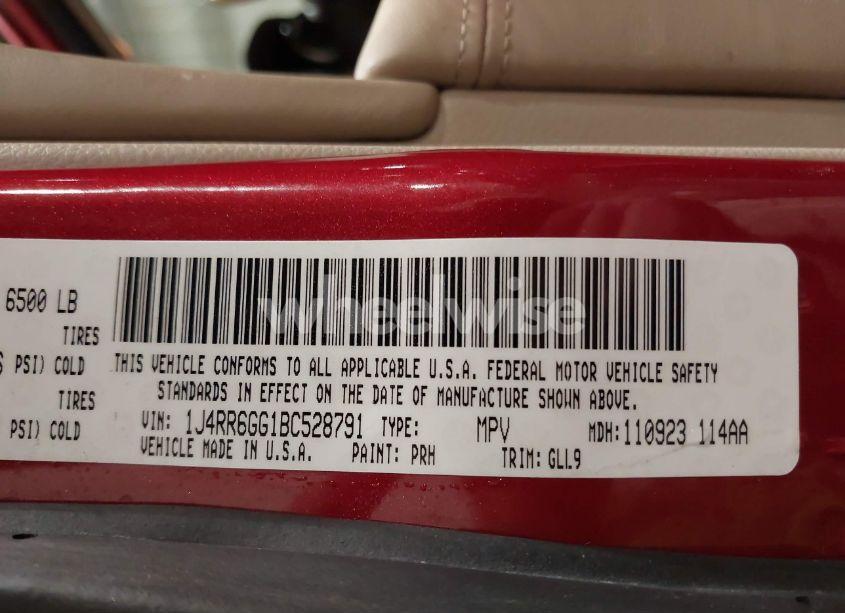 6500 LB
TIRES
PSI) COLD
TIRES
PSI) COLD
wheelwise
THIS VEHICLE CONFORMS TO ALL APPLICABLE U.S.A. FEDERAL MOTOR VEHICLE SAFETY
STANDARDS IN EFFECT ON THE DATE OF MANUFACTURE SHOWN ABOVE.
VIN: 1J4RR6GG1BC528791 TYPE: MPV MDH:110923 114AA
VEHICLE MADE IN U.S.A. PAINT: PRH TRIM: GLL9